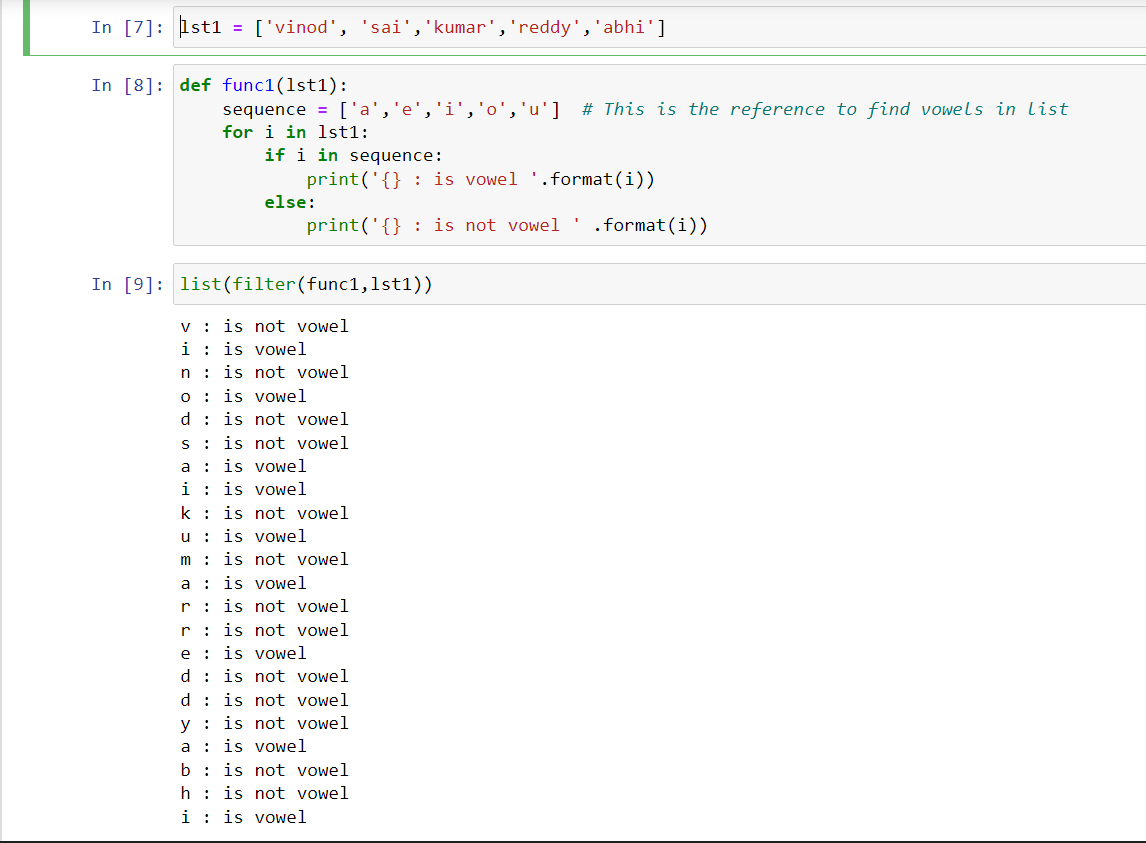 In [7]: lst1 = ['vinod', 'sai','kumar','reddy','abhi']
In [8]: def func1(lst1):
sequence = ['a','e','i','o','u']  # This is the reference to find vowels in list
for i in lst1:
if i in sequence:
print('{} : is vowel '.format(i))
else:
print('{} : is not vowel ' .format(i))
In [9]: list(filter(func1,lst1))
v : is not vowel
i : is vowel
n : is not vowel
o : is vowel
d : is not vowel
s : is not vowel
a : is vowel
i : is vowel
k : is not vowel
u : is vowel
m : is not vowel
a : is vowel
r : is not vowel
r : is not vowel
e : is vowel
d : is not vowel
d : is not vowel
y : is not vowel
a : is vowel
b : is not vowel
h : is not vowel
i : is vowel